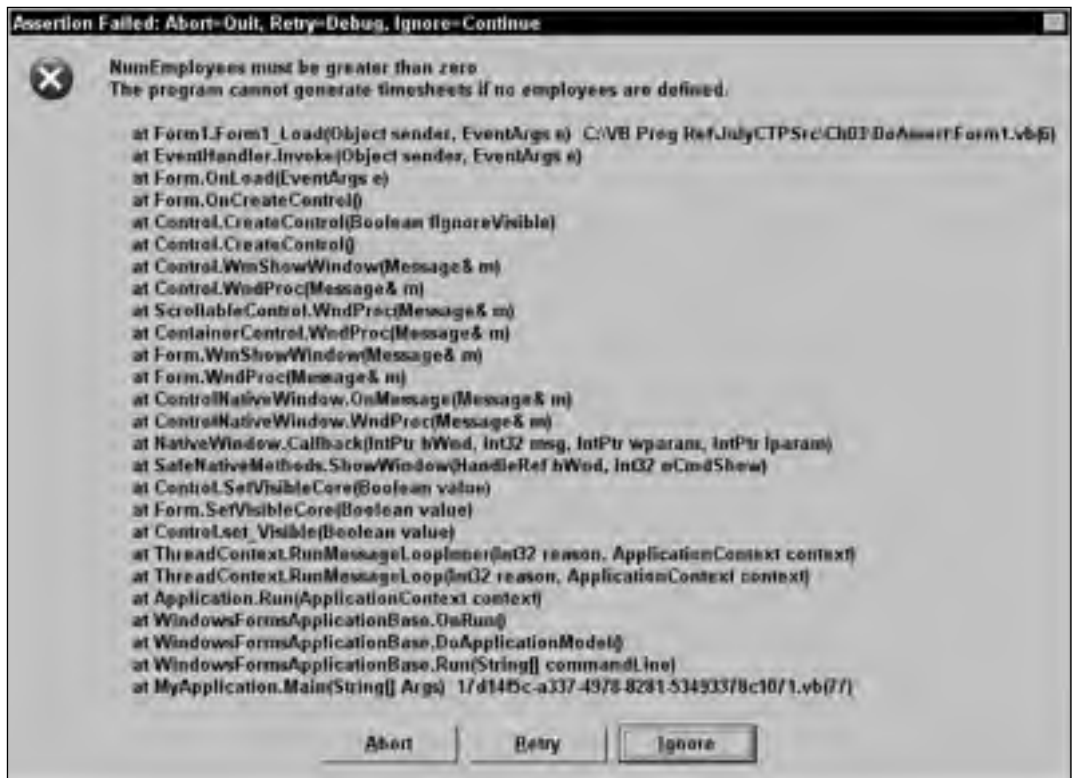 Assertion Failed: Abort=Quit, Retry=Debug, Ignore=Continue
NumEmployees must be greater than zero
The program cannot generate timesheets if no employees are defined.
at Form1.Form1_Load(Object sender, EventArgs e) C:\VB Prog Ref\JulyCTPSrc\Ch03\DoAssert\Form1.vb(6)
at EventHandler.Invoke(Object sender, EventArgs e)
at Form.OnLoad(EventArgs e)
at Form.OnCreateControl()
at Control.CreateControl(Boolean fIgnoreVisible)
at Control.CreateControl()
at Control.WmShowWindow(Message& m)
at Control.WndProc(Message& m)
at ScrollableControl.WndProc(Message& m)
at ContainerControl.WndProc(Message& m)
at Form.WmShowWindow(Message& m)
at Form.WndProc(Message& m)
at ControlNativeWindow.OnMessage(Message& m)
at ControlNativeWindow.WndProc(Message& m)
at NativeWindow.Callback(IntPtr hWnd, Int32 msg, IntPtr wparam, IntPtr lparam)
at SafeNativeMethods.ShowWindow(HandleRef hWnd, Int32 nCmdShow)
at Control.SetVisibleCore(Boolean value)
at Form.SetVisibleCore(Boolean value)
at Control.set_Visible(Boolean value)
at ThreadContext.RunMessageLoopInner(Int32 reason, ApplicationContext context)
at ThreadContext.RunMessageLoop(Int32 reason, ApplicationContext context)
at Application.Run(ApplicationContext context)
at WindowsFormsApplicationBase.OnRun()
at WindowsFormsApplicationBase.DoApplicationModel()
at WindowsFormsApplicationBase.Run(String[] commandLine)
at MyApplication.Main(String[] Args) 17d14f5c-a337-4978-8281-53493378c1071.vb(77)
Abort Retry Ignore